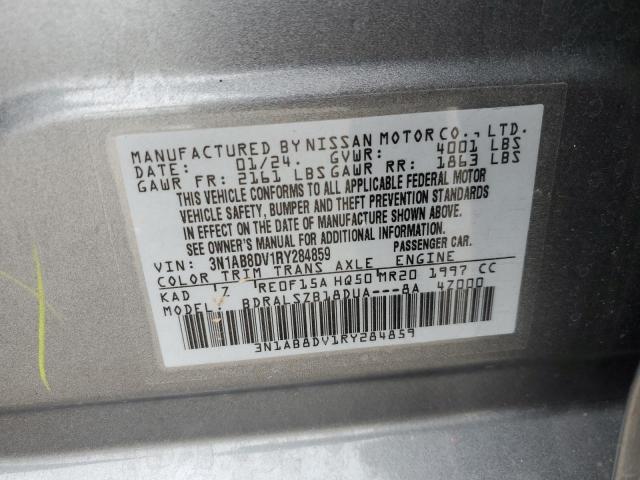 MANUFACTURED BY NISSAN MOTOR CO., LTD.
DATE: 01/24. GVWR: 4001 LBS
GAWR FR: 2161 LBS GAWR RR: 1863 LBS
THIS VEHICLE CONFORMS TO ALL APPLICABLE FEDERAL MOTOR
VEHICLE SAFETY, BUMPER AND THEFT PREVENTION STANDARDS
IN EFFECT ON THE DATE OF MANUFACTURE SHOWN ABOVE.
SEE OWNER'S MANUAL FOR ADDITIONAL INFORMATION.
VIN: 3N1AB8DV1RY284859 PASSENGER CAR.
COLOR TRIM TRANS AXLE ENGINE
KAD Z RE0F15A HQ50 MR20 1997 CC
MODEL: BDRALSZB18DUA---8A 47000
3N1AB8DV1RY284859